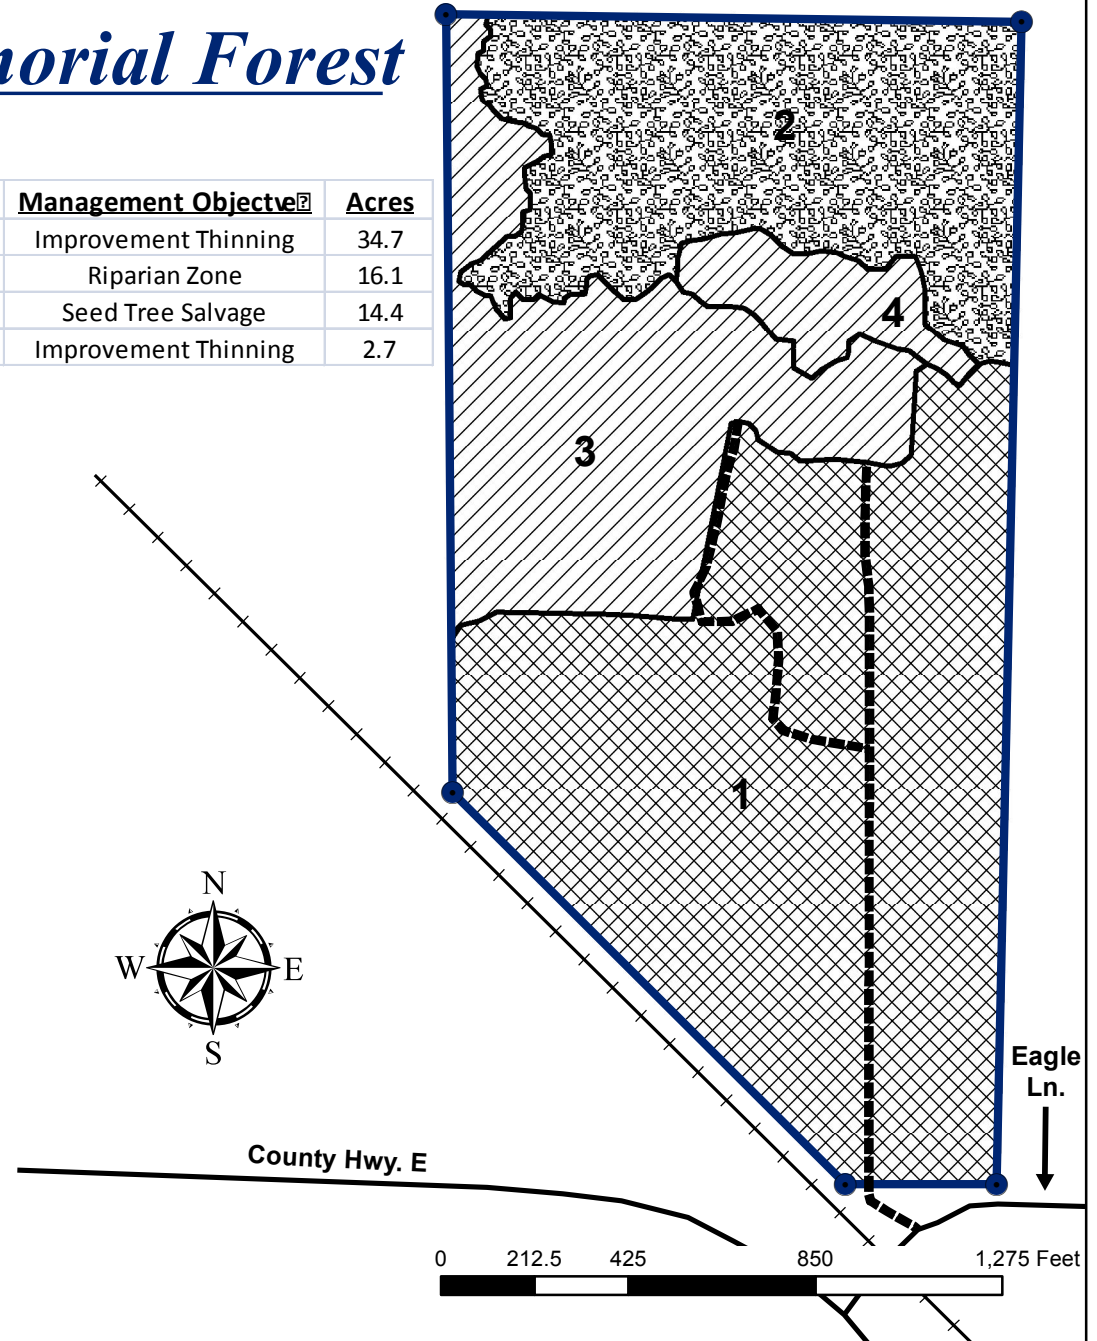 morial Forest
Management Objectve
Acres
Improvement Thinning 34.7
Riparian Zone 16.1
Seed Tree Salvage 14.4
Improvement Thinning 2.7
2
4
3
1
N
W E
S
Eagle
Ln.
County Hwy. E
0 212.5 425 850 1,275 Feet